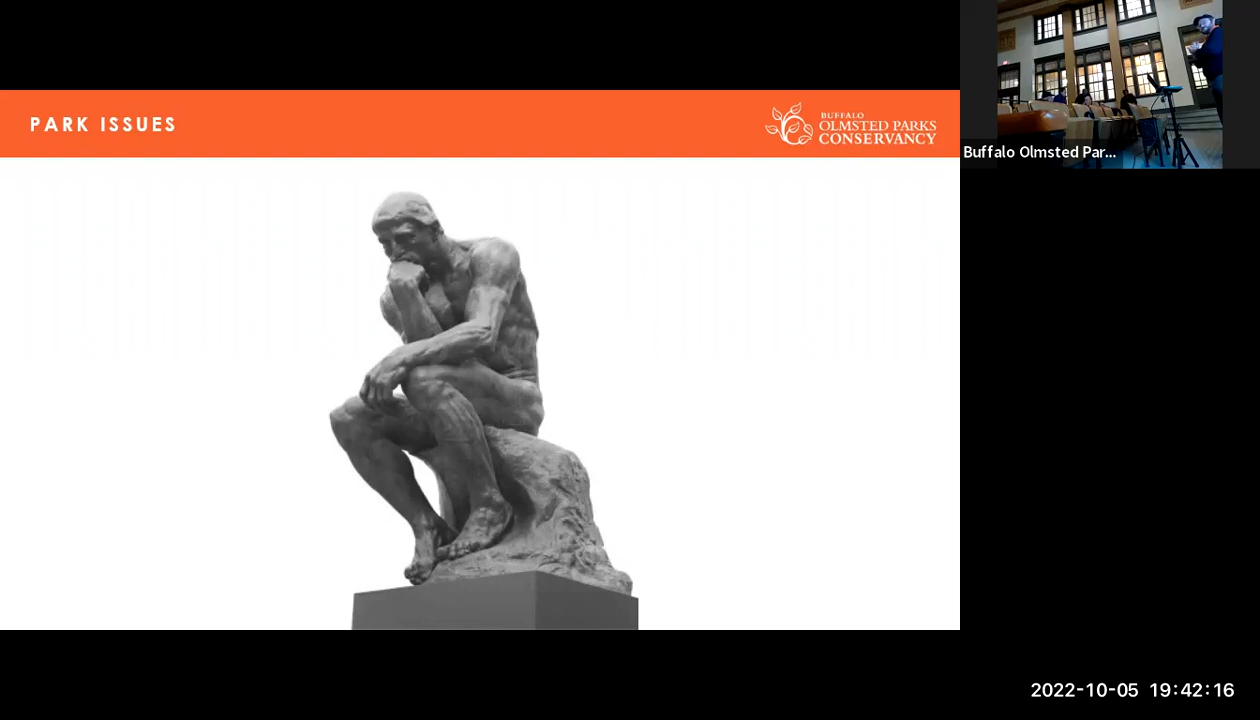 PARK ISSUES
BUFFALO
OLMSTED PARKS
CONSERVANCY
Buffalo Olmsted Par...
2022-10-05 19:42:16